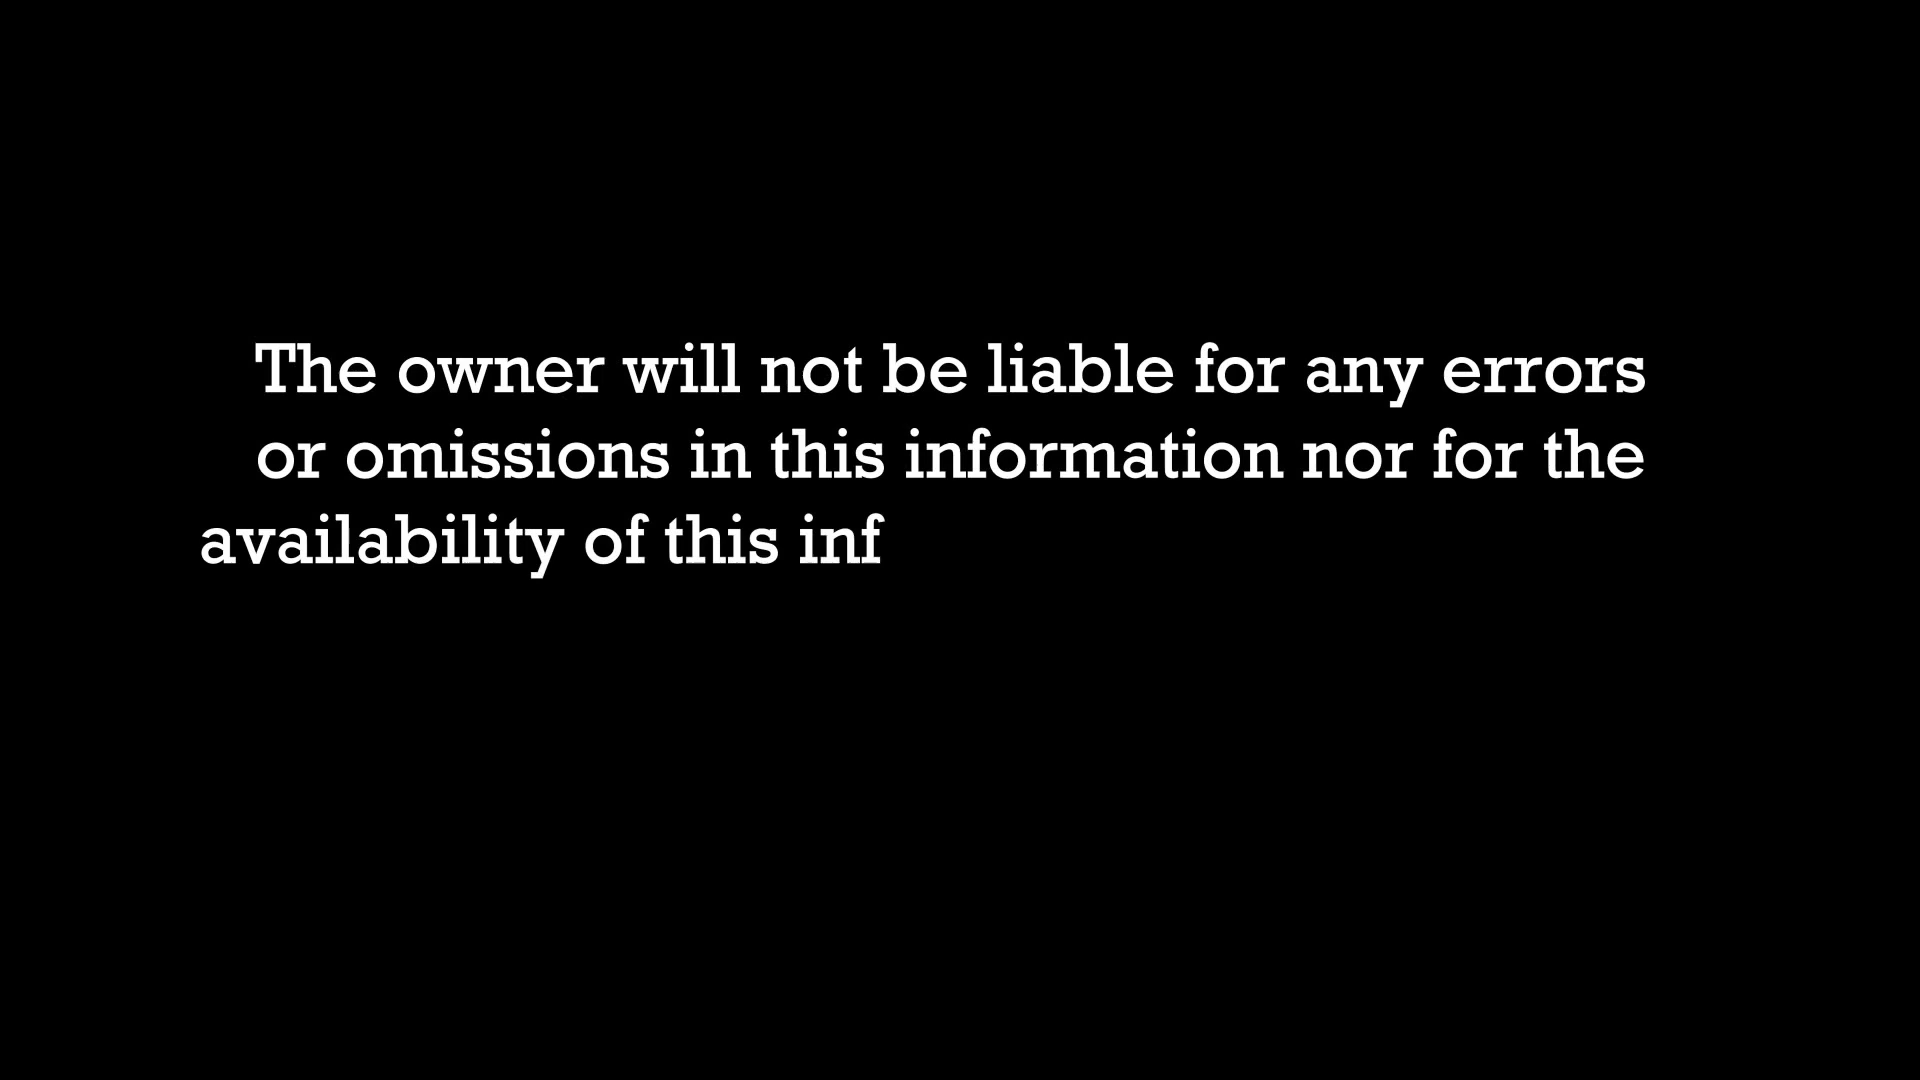 The owner will not be liable for any errors
or omissions in this information nor for the
availability of this inf